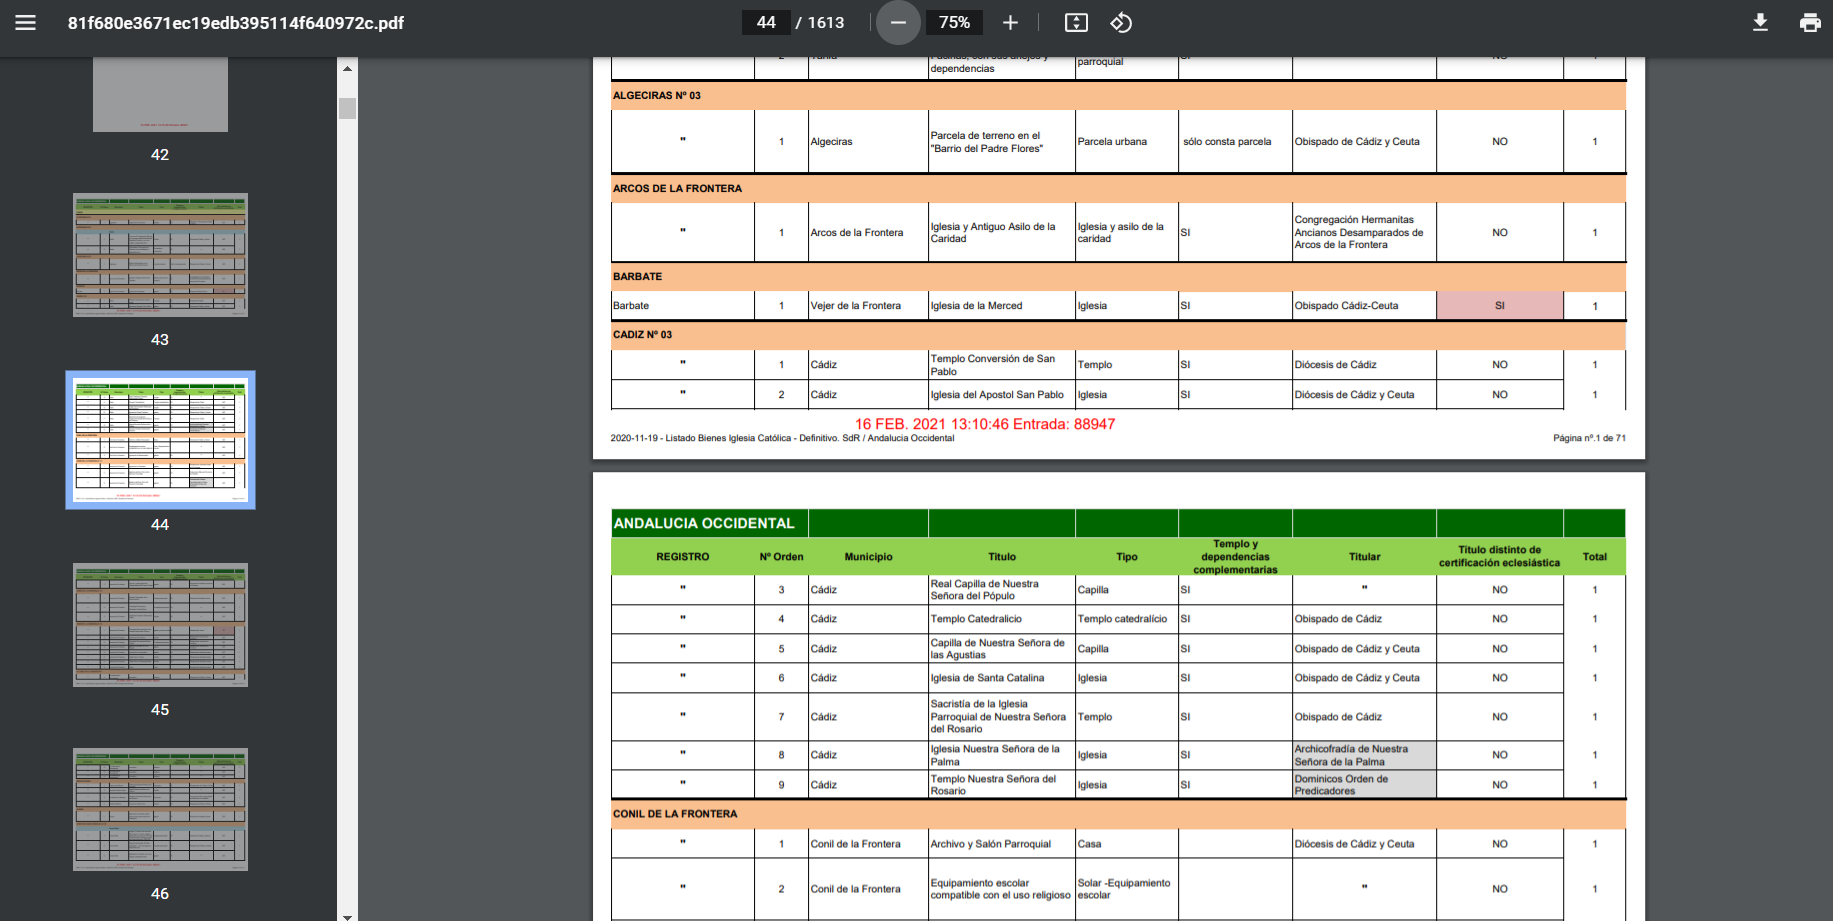 81f680e3671ec19edb395114f640972c.pdf
44 / 1613
75%
42
43
44
45
46
2 Pacinas, con sus anejos y NO 1
dependencias parroquial
ALGECIRAS Nº 03
" 1 Algeciras Parcela de terreno en el "Barrio del Padre Flores" Parcela urbana sólo consta parcela Obispado de Cádiz y Ceuta NO 1
ARCOS DE LA FRONTERA
" 1 Arcos de la Frontera Iglesia y Antiguo Asilo de la Caridad Iglesia y asilo de la caridad SI Congregación Hermanitas Ancianos Desamparados de Arcos de la Frontera NO 1
BARBATE
Barbate 1 Vejer de la Frontera Iglesia de la Merced Iglesia SI Obispado Cádiz-Ceuta SI 1
CADIZ Nº 03
" 1 Cádiz Templo Conversión de San Pablo Templo SI Diócesis de Cádiz NO 1
" 2 Cádiz Iglesia del Apostol San Pablo Iglesia SI Diócesis de Cádiz y Ceuta NO 1
16 FEB. 2021 13:10:46 Entrada: 88947
2020-11-19 - Listado Bienes Iglesia Católica - Definitivo. SdR / Andalucia Occidental Página nº.1 de 71
ANDALUCIA OCCIDENTAL
REGISTRO Nº Orden Municipio Titulo Tipo Templo y dependencias complementarias Titular Titulo distinto de certificación eclesiástica Total
" 3 Cádiz Real Capilla de Nuestra Señora del Pópulo Capilla SI " NO 1
" 4 Cádiz Templo Catedralicio Templo catedralício SI Obispado de Cádiz NO 1
" 5 Cádiz Capilla de Nuestra Señora de las Agustias Capilla SI Obispado de Cádiz y Ceuta NO 1
" 6 Cádiz Iglesia de Santa Catalina Iglesia SI Obispado de Cádiz y Ceuta NO 1
" 7 Cádiz Sacristía de la Iglesia Parroquial de Nuestra Señora del Rosario Templo SI Obispado de Cádiz NO 1
" 8 Cádiz Iglesia Nuestra Señora de la Palma Iglesia SI Archicofradía de Nuestra Señora de la Palma NO 1
" 9 Cádiz Templo Nuestra Señora del Rosario Iglesia SI Dominicos Orden de Predicadores NO 1
CONIL DE LA FRONTERA
" 1 Conil de la Frontera Archivo y Salón Parroquial Casa Diócesis de Cádiz y Ceuta NO 1
" 2 Conil de la Frontera Equipamiento escolar compatible con el uso religioso Solar -Equipamiento escolar " NO 1